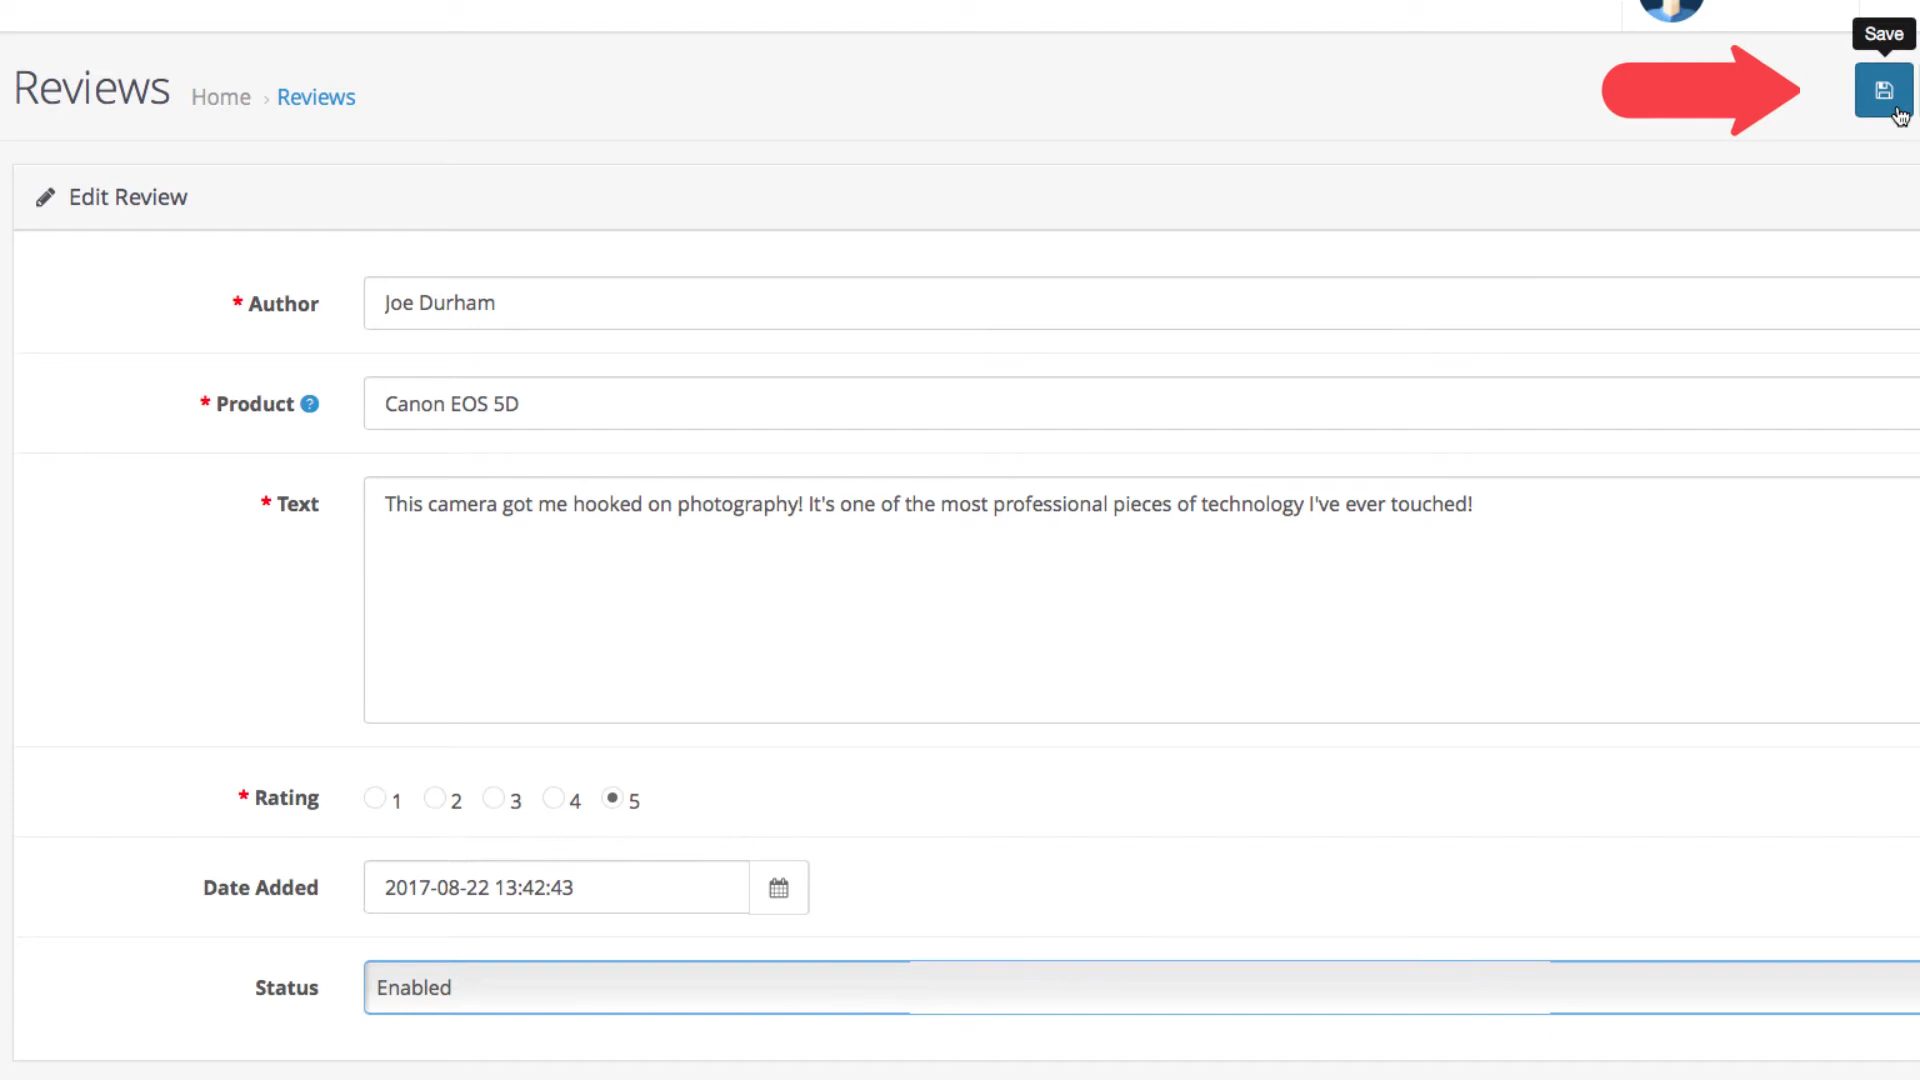 Save
Reviews Home › Reviews
Edit Review
* Author Joe Durham
* Product ? Canon EOS 5D
* Text This camera got me hooked on photography! It's one of the most professional pieces of technology I've ever touched!
* Rating 1 2 3 4 5
Date Added 2017-08-22 13:42:43
Status Enabled